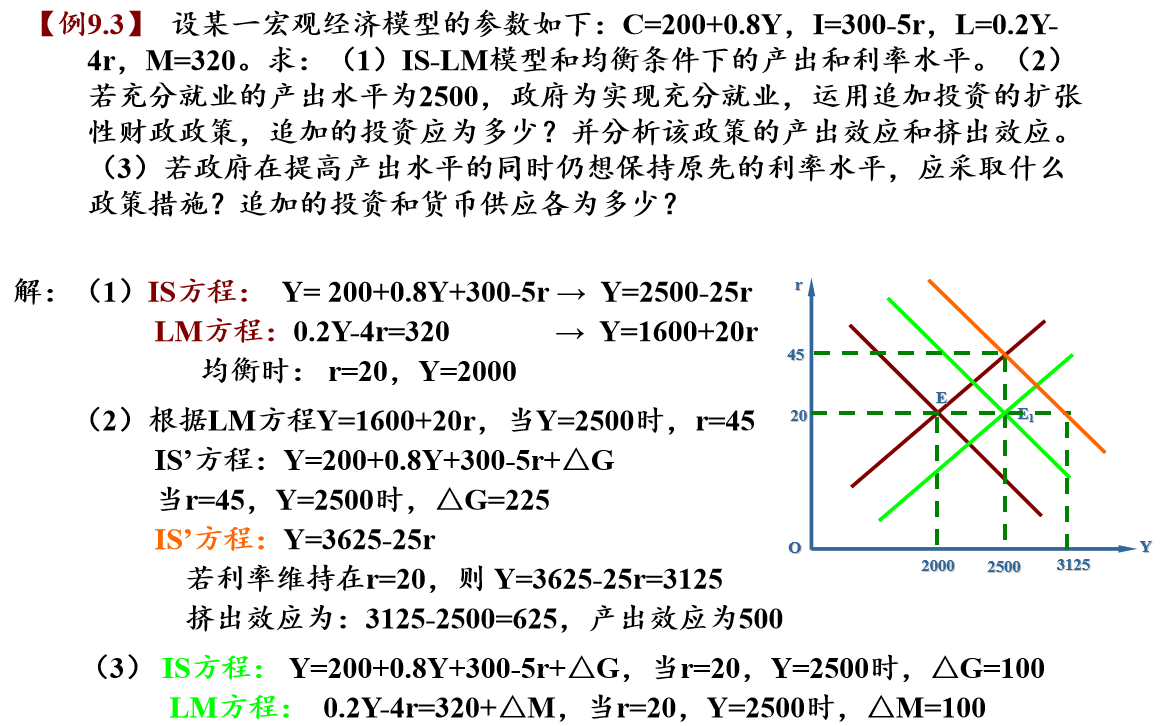 【例9.3】 设某一宏观经济模型的参数如下：C=200+0.8Y，I=300-5r，L=0.2Y-
4r，M=320。求：（1）IS-LM模型和均衡条件下的产出和利率水平。（2）
若充分就业的产出水平为2500，政府为实现充分就业，运用追加投资的扩张
性财政政策，追加的投资应为多少？并分析该政策的产出效应和挤出效应。
（3）若政府在提高产出水平的同时仍想保持原先的利率水平，应采取什么
政策措施？追加的投资和货币供应各为多少？
解：（1）IS方程： Y= 200+0.8Y+300-5r → Y=2500-25r
LM方程：0.2Y-4r=320 → Y=1600+20r
均衡时： r=20，Y=2000
（2）根据LM方程Y=1600+20r，当Y=2500时，r=45
IS’方程：Y=200+0.8Y+300-5r+△G
当r=45，Y=2500时，△G=225
IS’方程：Y=3625-25r
若利率维持在r=20，则 Y=3625-25r=3125
挤出效应为：3125-2500=625，产出效应为500
（3） IS方程： Y=200+0.8Y+300-5r+△G，当r=20，Y=2500时，△G=100
LM方程： 0.2Y-4r=320+△M，当r=20，Y=2500时，△M=100
r
45
E
20
E1
O
Y
2000
2500
3125